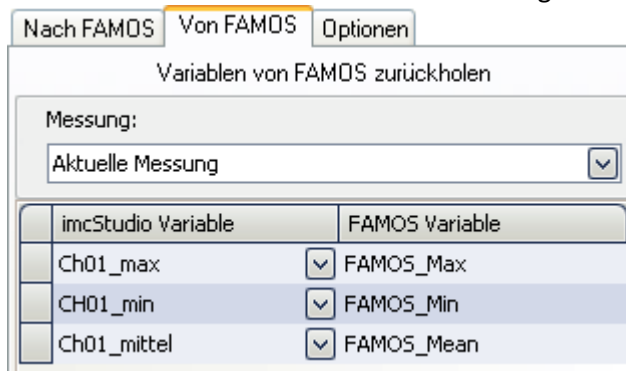 Nach FAMOS Von FAMOS Optionen
Variablen von FAMOS zurückholen
Messung:
Aktuelle Messung
imcStudio Variable FAMOS Variable
Ch01_max FAMOS_Max
CH01_min FAMOS_Min
Ch01_mittel FAMOS_Mean